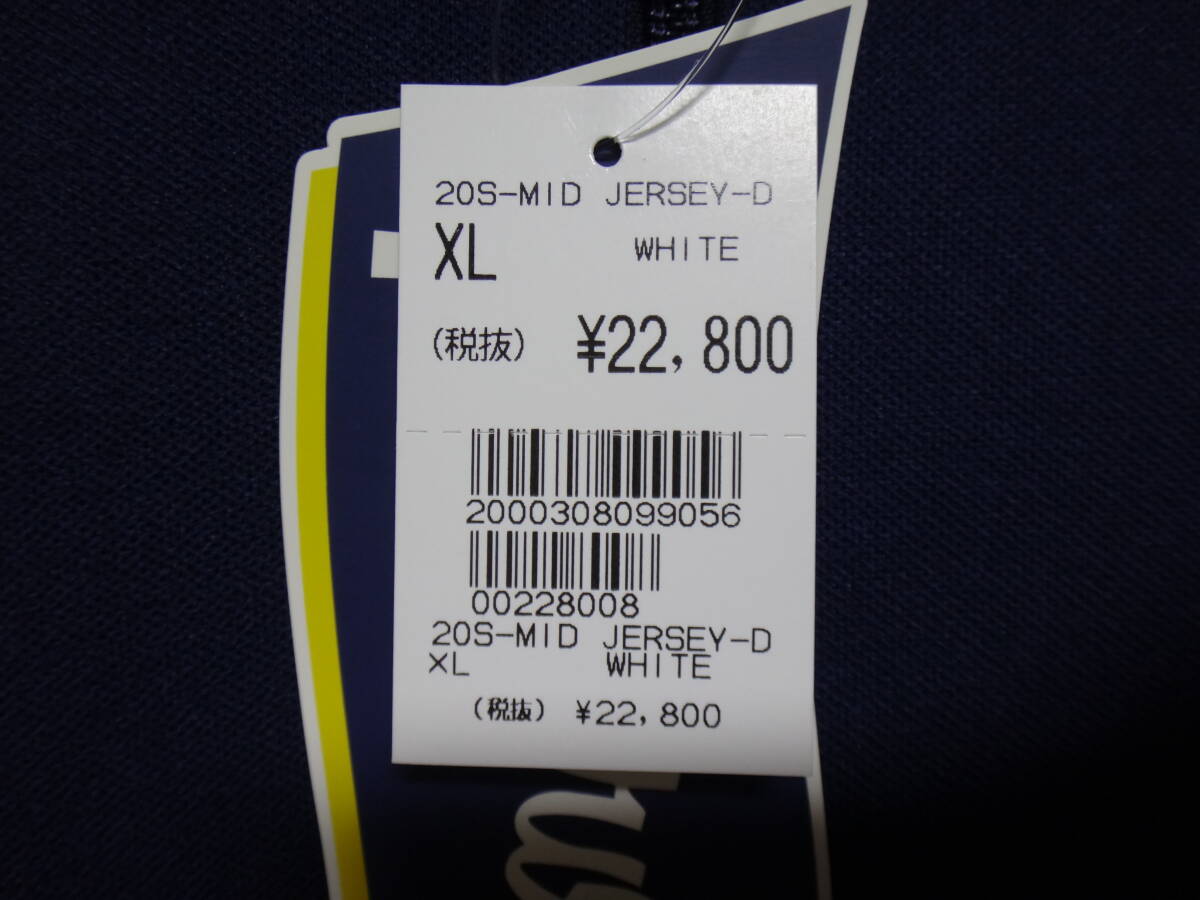 20S-MID JERSEY-D
XL WHITE
(税抜) ¥22,800
2000308099056
00228008
20S-MID JERSEY-D
XL WHITE
(税抜) ¥22,800